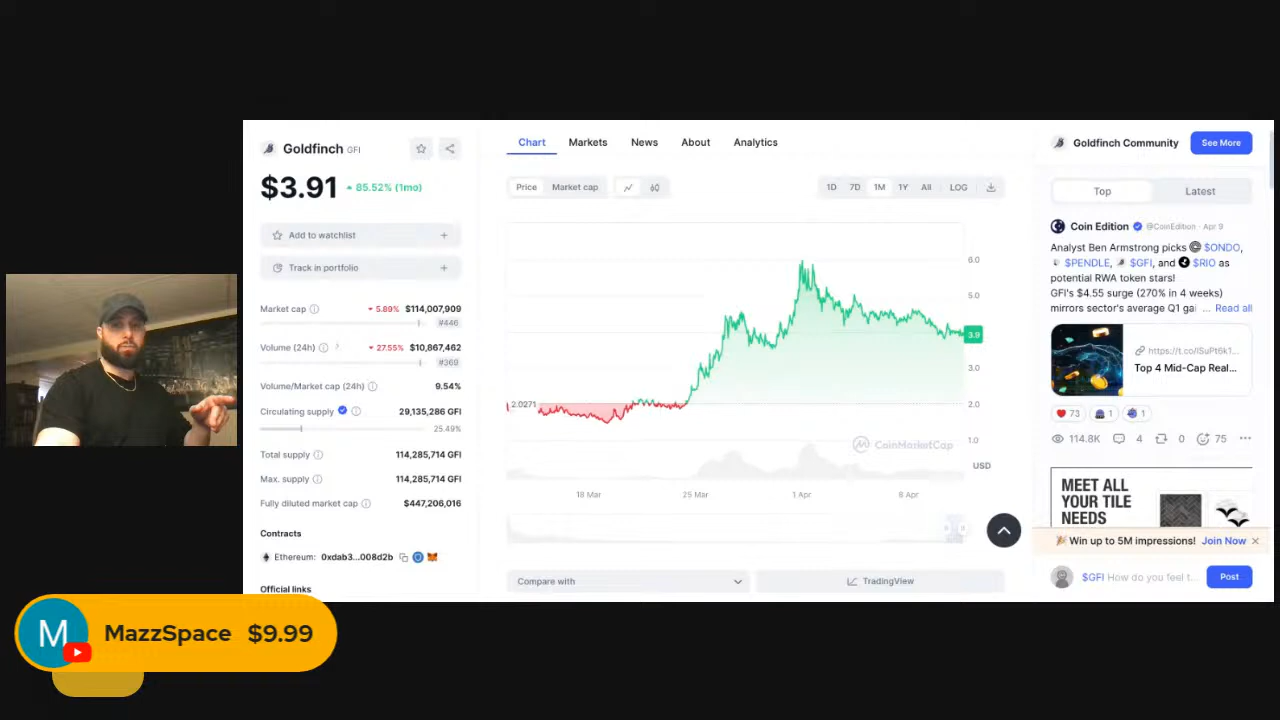 Goldfinch GFI
$3.91 85.52% (1mo)
Add to watchlist +
Track in portfolio +
Market cap 5.89% $114,007,909
#446
Volume (24h) 27.55% $10,867,462
#369
Volume/Market cap (24h) 9.54%
Circulating supply 29,135,286 GFI
25.49%
Total supply 114,285,714 GFI
Max. supply 114,285,714 GFI
Fully diluted market cap $447,206,016
Contracts
Ethereum: 0xdab3...008d2b
Official links
Chart Markets News About Analytics
Price Market cap 1D 7D 1M 1Y All LOG
6.0
5.0
3.9
3.0
2.0271
2.0
1.0
CoinMarketCap
USD
18 Mar 25 Mar 1 Apr 8 Apr
Compare with TradingView
Goldfinch Community See More
Top Latest
Coin Edition @CoinEdition · Apr 9
Analyst Ben Armstrong picks $ONDO,
$PENDLE, $GFI, and $RIO as
potential RWA token stars!
GFI's $4.55 surge (270% in 4 weeks)
mirrors sector's average Q1 gai ... Read all
https://t.co/lSuPt6k1...
Top 4 Mid-Cap Real...
73 1 1
114.8K 4 0 75
MEET ALL
YOUR TILE
NEEDS
Win up to 5M impressions! Join Now
$GFI How do you feel t... Post
M MazzSpace $9.99